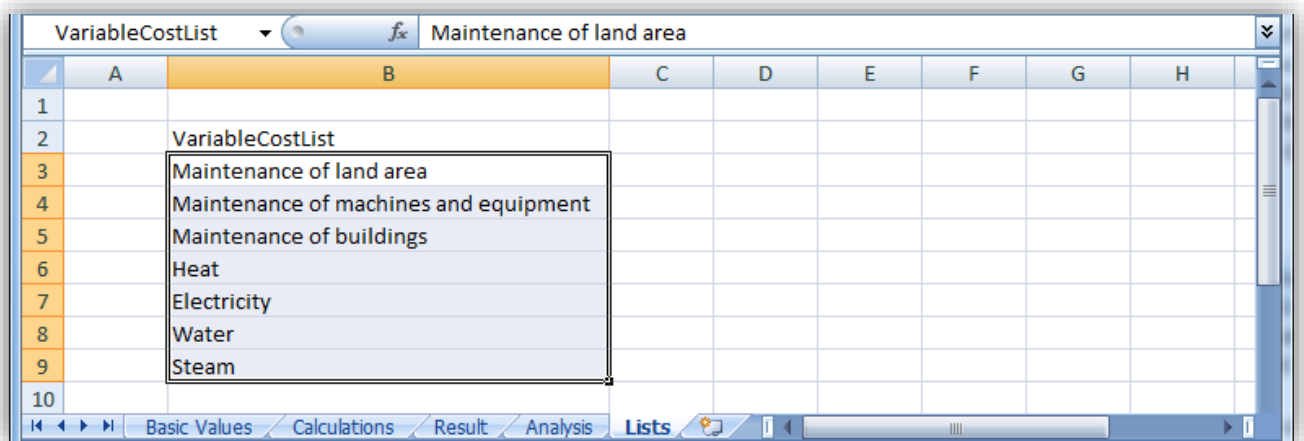 VariableCostList fx Maintenance of land area
A B C D E F G H
1
2 VariableCostList
3 Maintenance of land area
4 Maintenance of machines and equipment
5 Maintenance of buildings
6 Heat
7 Electricity
8 Water
9 Steam
10
Basic Values Calculations Result Analysis Lists